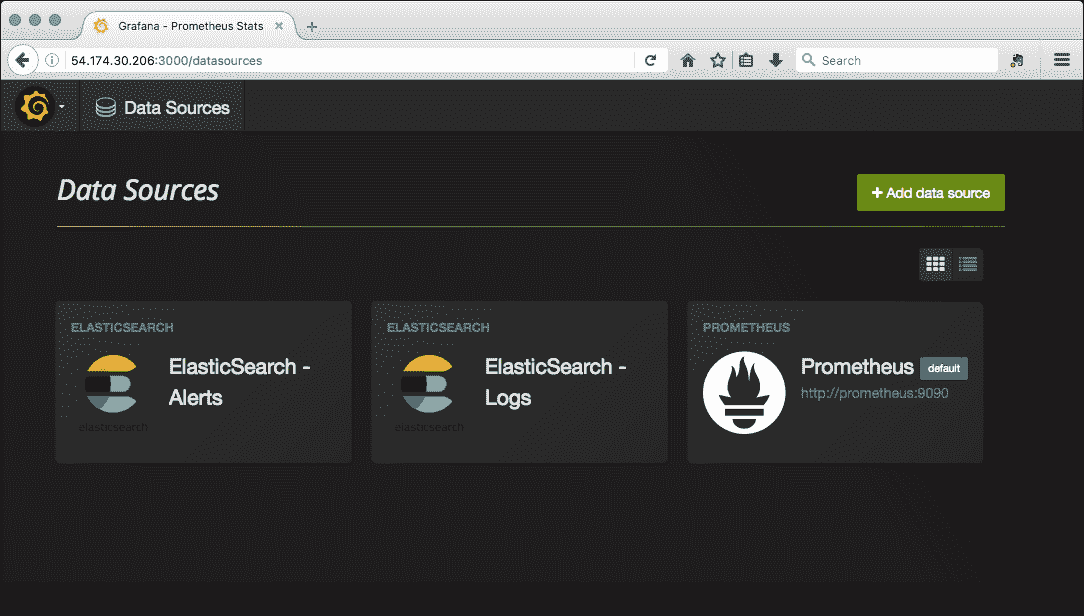 Grafana - Prometheus Stats
54.174.30.206:3000/datasources
Search
Data Sources
Data Sources
Add data source
ELASTICSEARCH
ElasticSearch -
Alerts
elasticsearch
ELASTICSEARCH
ElasticSearch -
Logs
elasticsearch
PROMETHEUS
Prometheus default
http://prometheus:9090